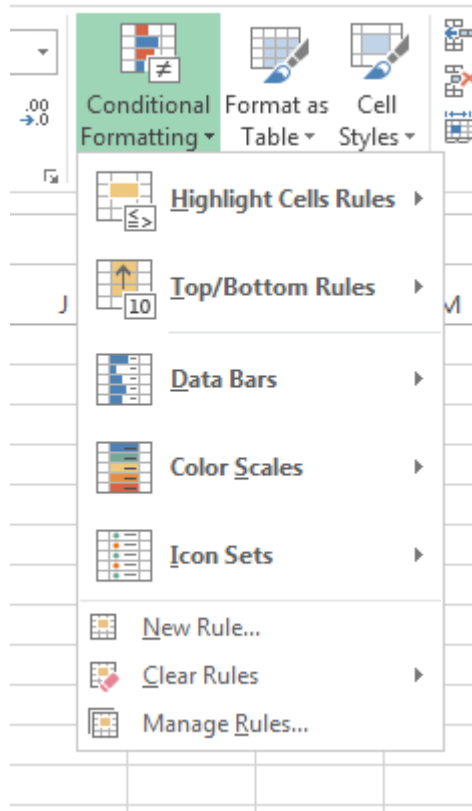 .00
.0
Conditional Formatting
Format as Table
Cell Styles
Highlight Cells Rules
10
Top/Bottom Rules
J
M
Data Bars
Color Scales
Icon Sets
New Rule...
Clear Rules
Manage Rules...